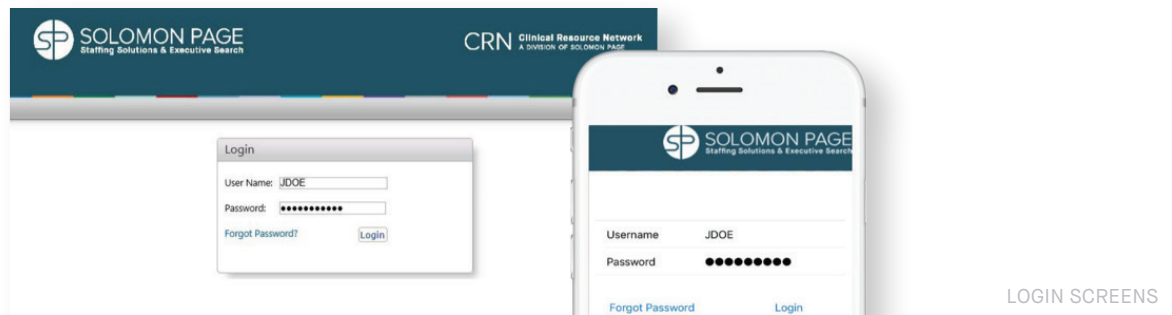 SOLOMON PAGE
Staffing Solutions & Executive Search
CRN Clinical Resource Network
A DIVISION OF SOLOMON PAGE
Login
User Name: JDOE
Password: •••••••••••
Forgot Password? Login
SOLOMON PAGE
Staffing Solutions & Executive Search
Username JDOE
Password •••••••••
Forgot Password Login
LOGIN SCREENS